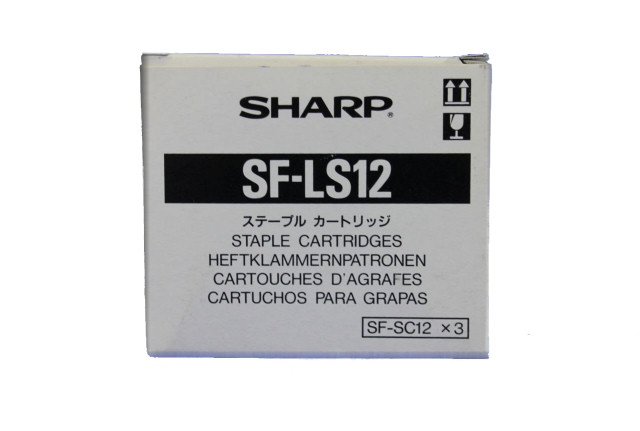 SHARP®
SF-LS12
ステープル カートリッジ
STAPLE CARTRIDGES
HEFTKLAMMERNPATRONEN
CARTOUCHES D'AGRAFES
CARTUCHOS PARA GRAPAS
SF-SC12 ×3